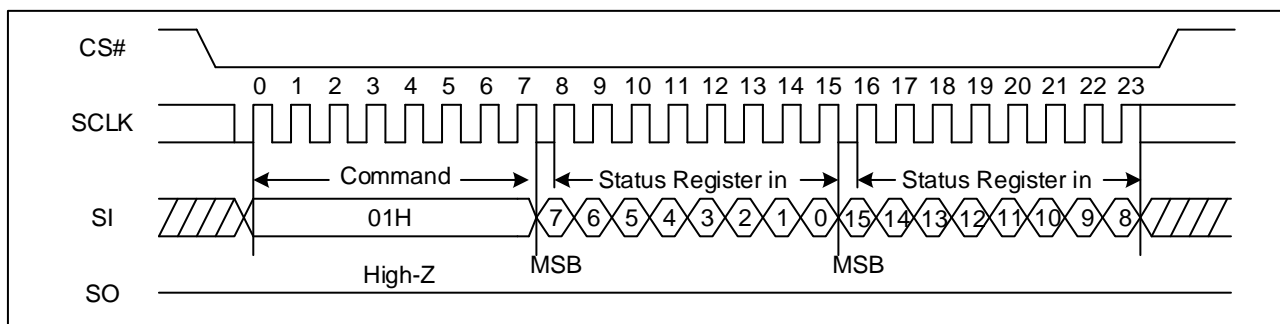 CS#
0 1 2 3 4 5 6 7 8 9 10 11 12 13 14 15 16 17 18 19 20 21 22 23
SCLK
Command Status Register in Status Register in
SI 01H 7 6 5 4 3 2 1 0 15 14 13 12 11 10 9 8
MSB MSB
High-Z
SO